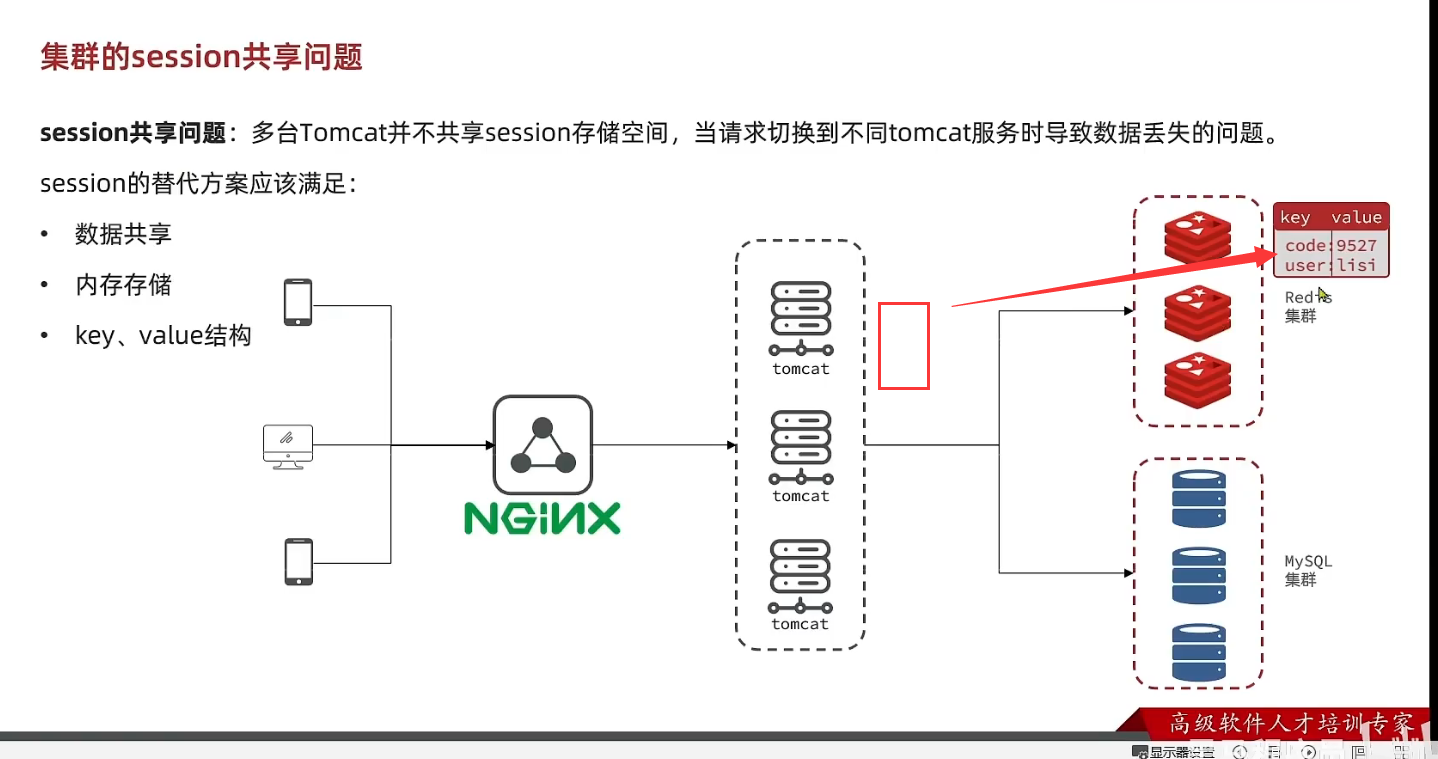 集群的session共享问题
session共享问题：多台Tomcat并不共享session存储空间，当请求切换到不同tomcat服务时导致数据丢失的问题。
session的替代方案应该满足：
• 数据共享
• 内存存储
• key、value结构
key value
code:9527
user:lisi
Redis
集群
tomcat
tomcat
tomcat
NGINX
MySQL
集群
高级软件人才培训专家
显示器设置